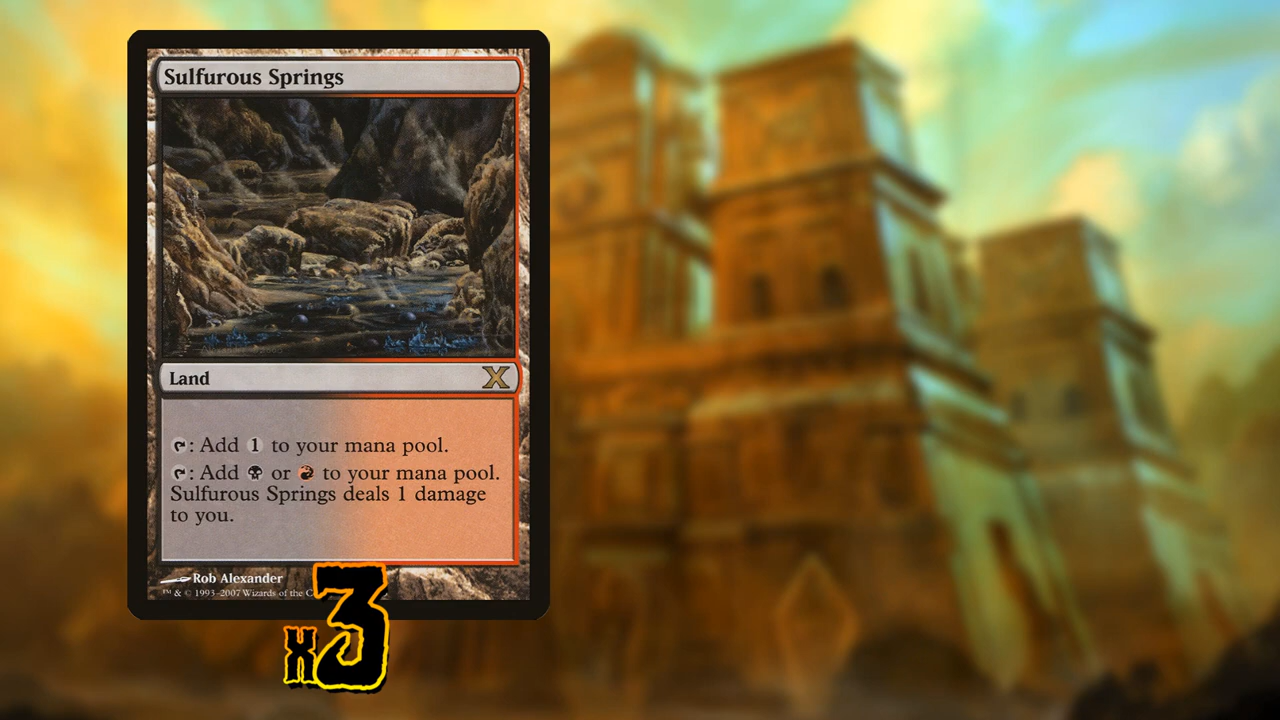 Sulfurous Springs
Land
: Add 1 to your mana pool.
: Add or to your mana pool.
Sulfurous Springs deals 1 damage
to you.
Rob Alexander
™ & © 1993-2007 Wizards of the
x3